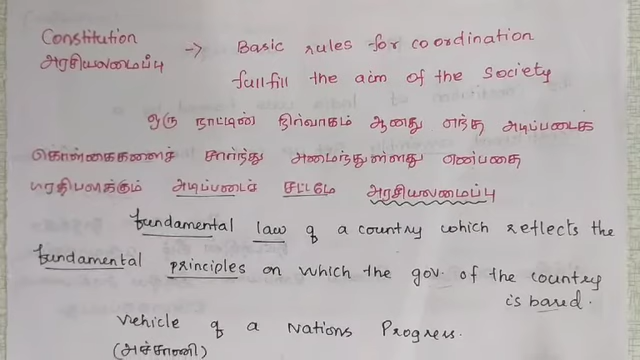 Constitution → Basic rules for coordination
அரசியலமைப்பு fullfill the aim of the society
ஒரு நாட்டின் நிர்வாகம் ஆனது எந்த அடிப்படைக்
கொள்கைகளைச் சார்ந்து அமைந்துள்ளது என்பதை
பிரதிபலிக்கும் அடிப்படைச் சட்டமே அரசியலமைப்பு
fundamental law of a country which reflects the
fundamental principles on which the gov. of the country
is based.
Vehicle of a Nations Progress.
(அச்சாணி)